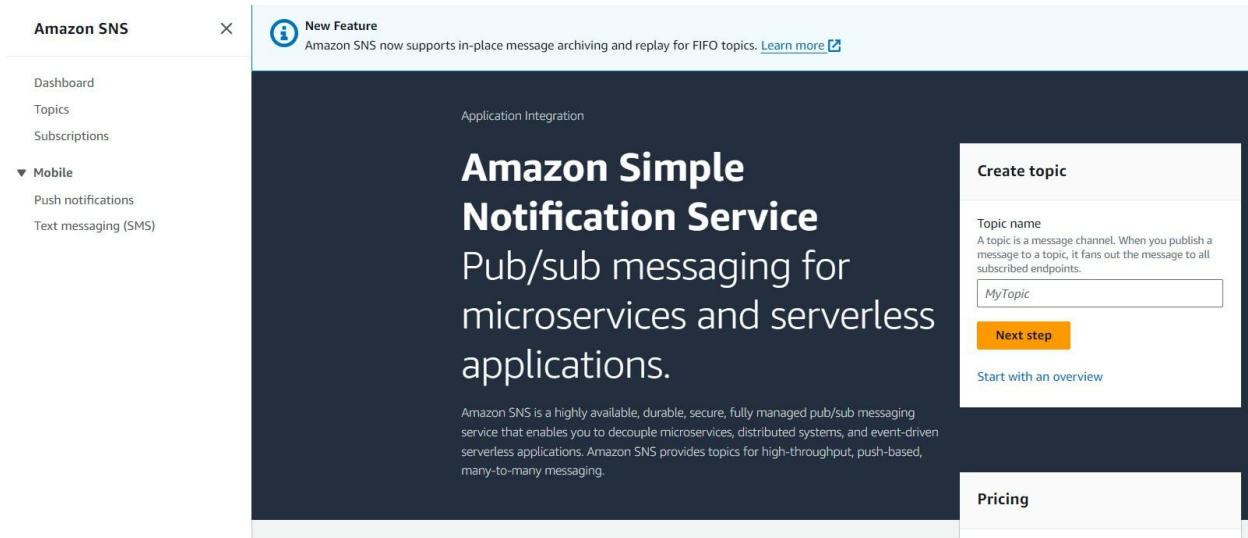 Amazon SNS
Dashboard
Topics
Subscriptions
Mobile
Push notifications
Text messaging (SMS)
New Feature
Amazon SNS now supports in-place message archiving and replay for FIFO topics. Learn more
Application Integration
Amazon Simple
Notification Service
Pub/sub messaging for
microservices and serverless
applications.
Amazon SNS is a highly available, durable, secure, fully managed pub/sub messaging
service that enables you to decouple microservices, distributed systems, and event-driven
serverless applications. Amazon SNS provides topics for high-throughput, push-based,
many-to-many messaging.
Create topic
Topic name
A topic is a message channel. When you publish a
message to a topic, it fans out the message to all
subscribed endpoints.
MyTopic
Next step
Start with an overview
Pricing